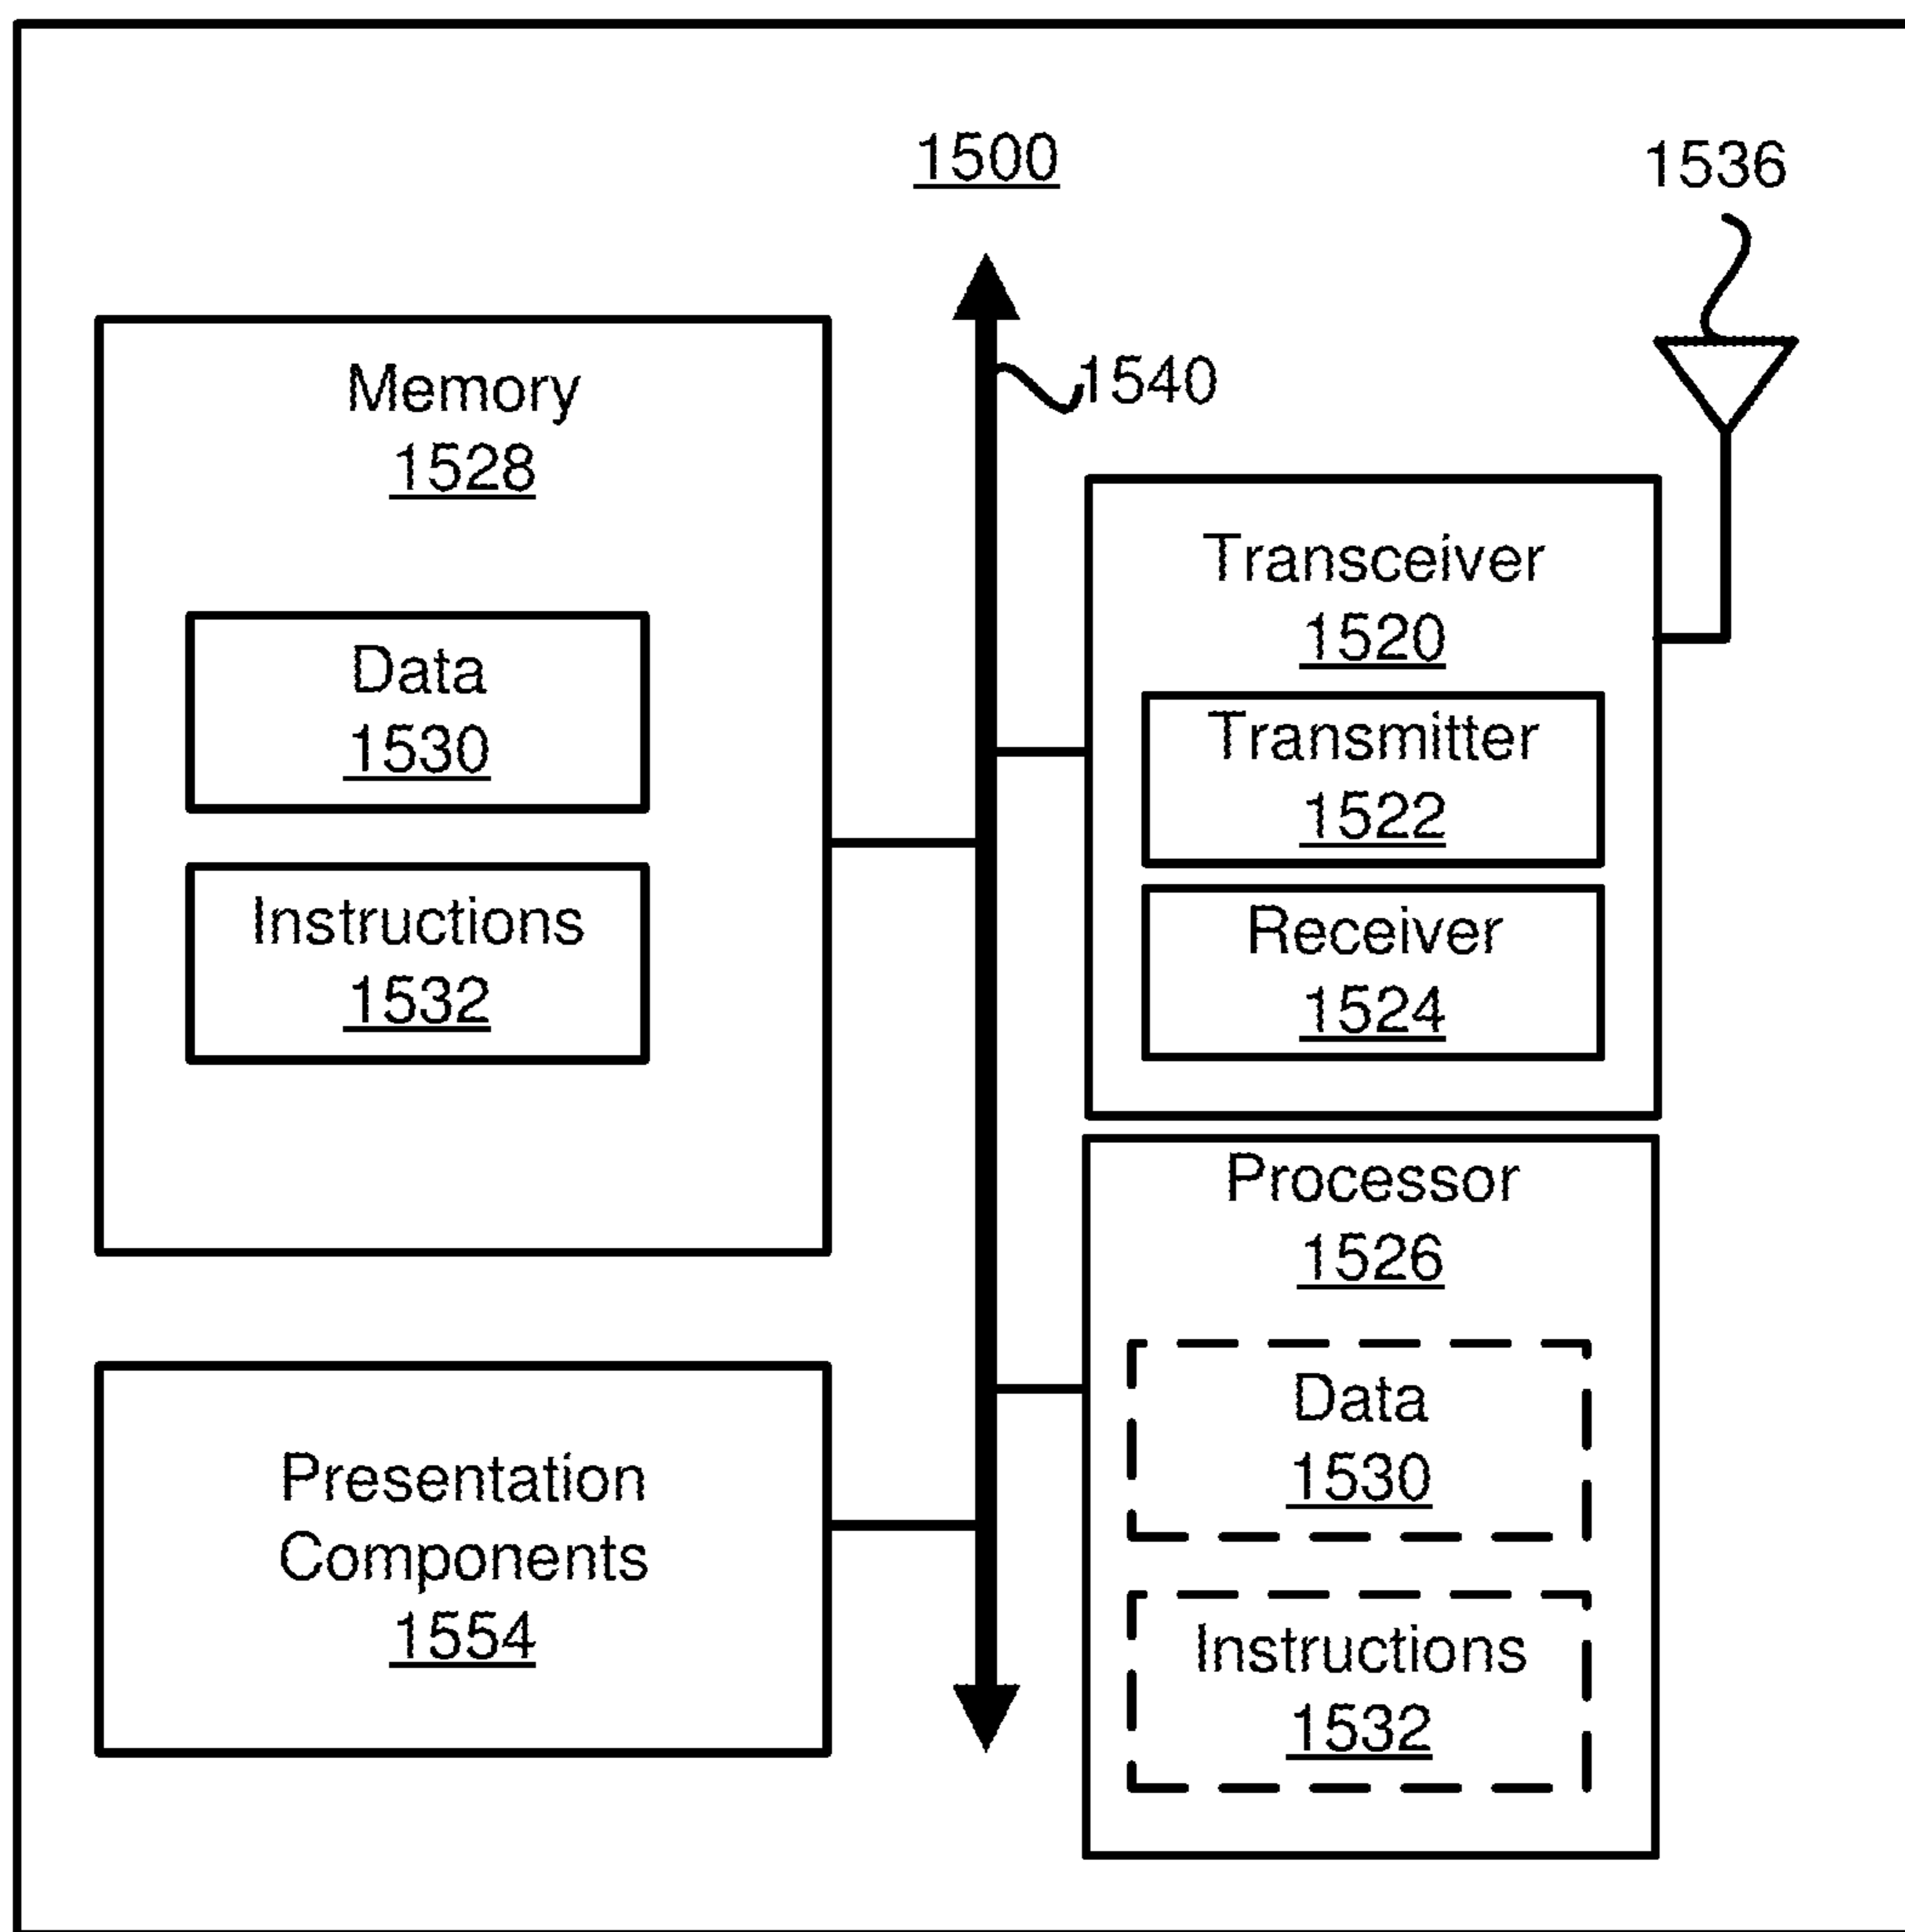 1500
1536
1540
Memory
1528
Data
1530
Instructions
1532
Transceiver
1520
Transmitter
1522
Receiver
1524
Presentation
Components
1554
Processor
1526
Data
1530
Instructions
1532